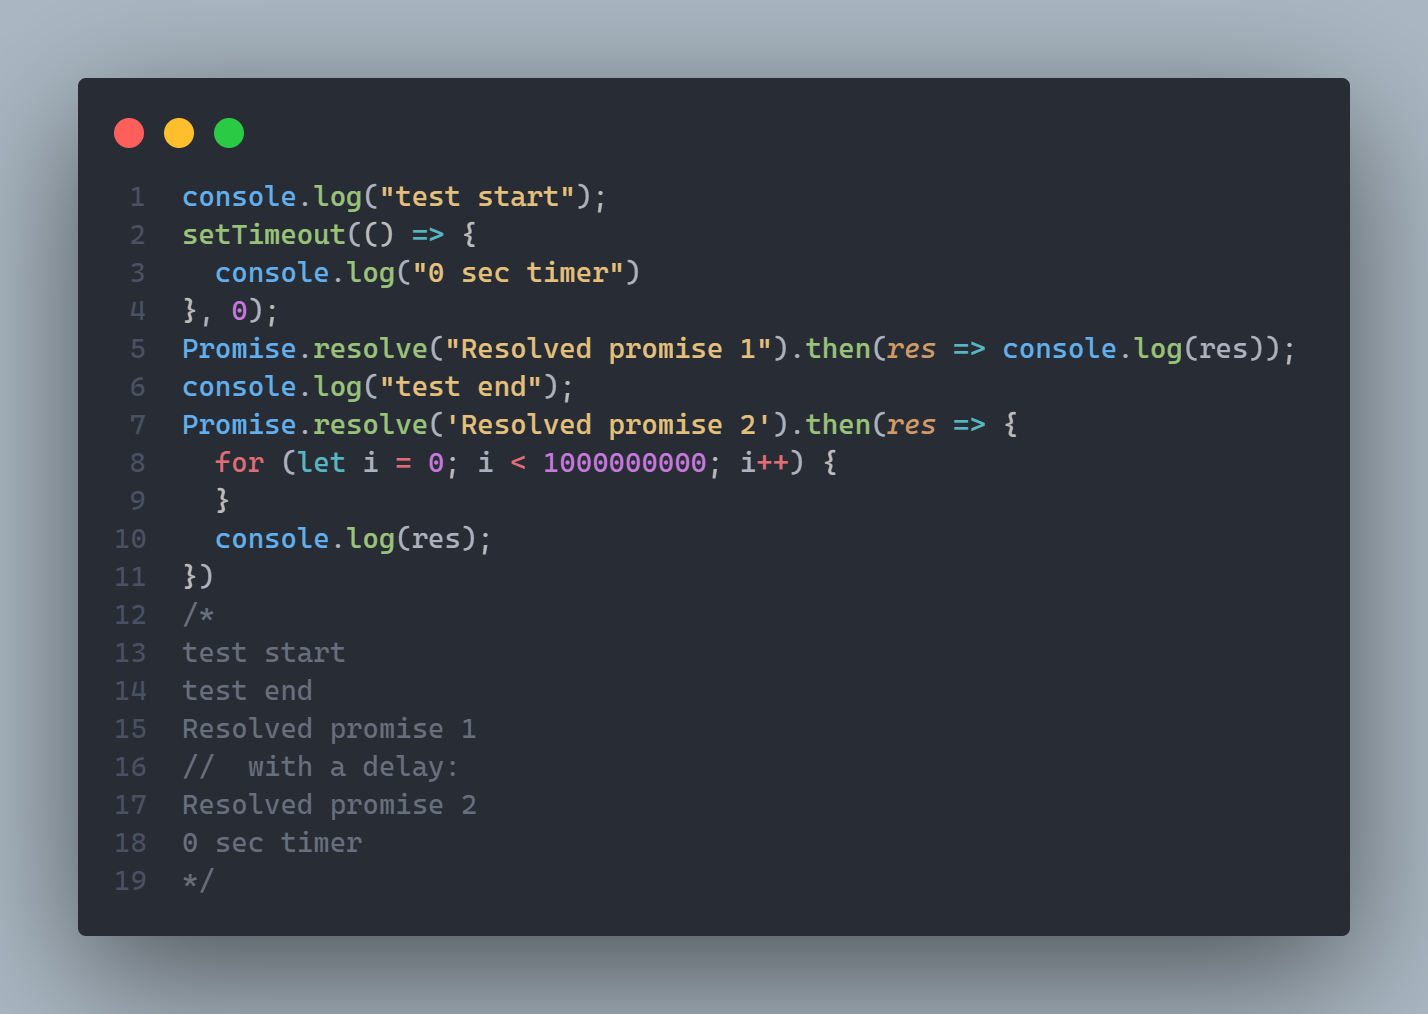 1 console.log("test start");
2 setTimeout(() => {
3   console.log("0 sec timer")
4 }, 0);
5 Promise.resolve("Resolved promise 1").then(res => console.log(res));
6 console.log("test end");
7 Promise.resolve('Resolved promise 2').then(res => {
8   for (let i = 0; i < 1000000000; i++) {
9   }
10   console.log(res);
11 })
12 /*
13 test start
14 test end
15 Resolved promise 1
16 //  with a delay:
17 Resolved promise 2
18 0 sec timer
19 */